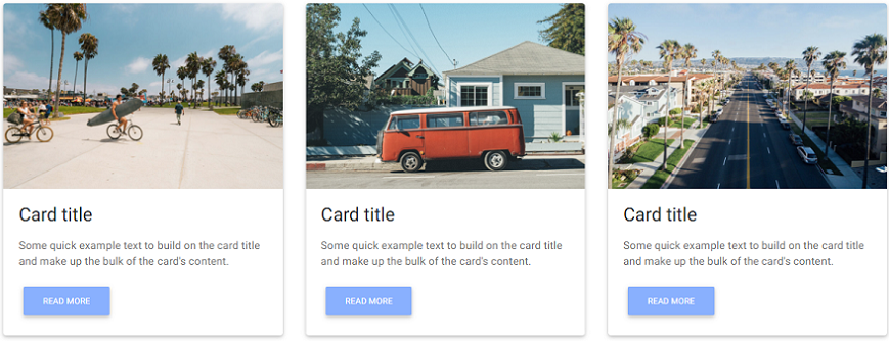 Card title
Some quick example text to build on the card title
and make up the bulk of the card's content.
READ MORE
Card title
Some quick example text to build on the card title
and make up the bulk of the card's content.
READ MORE
Card title
Some quick example text to build on the card title
and make up the bulk of the card's content.
READ MORE